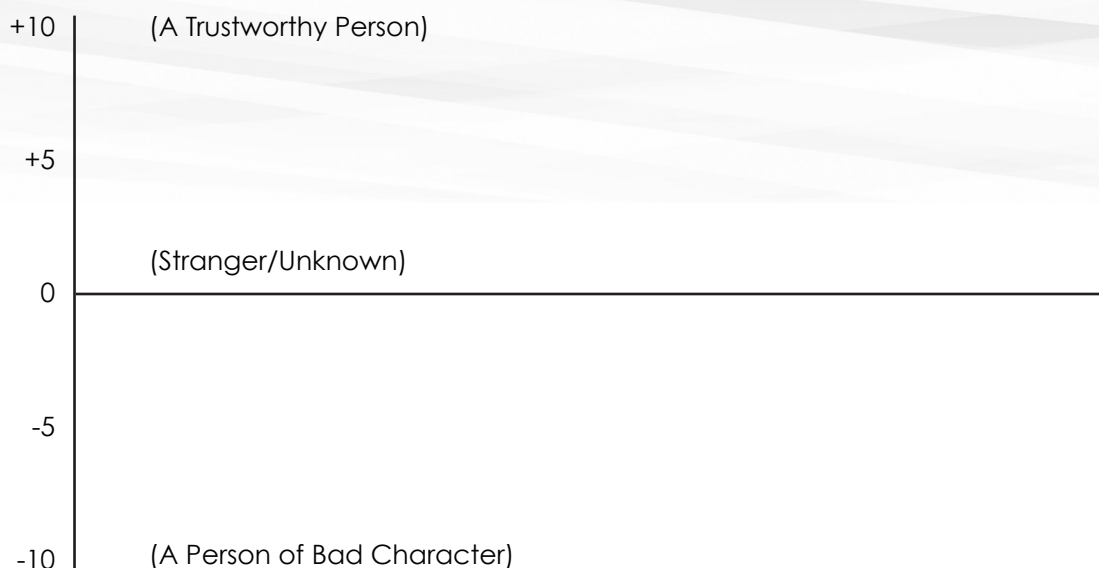 +10 (A Trustworthy Person)
+5
(Stranger/Unknown)
0
-5
-10 (A Person of Bad Character)